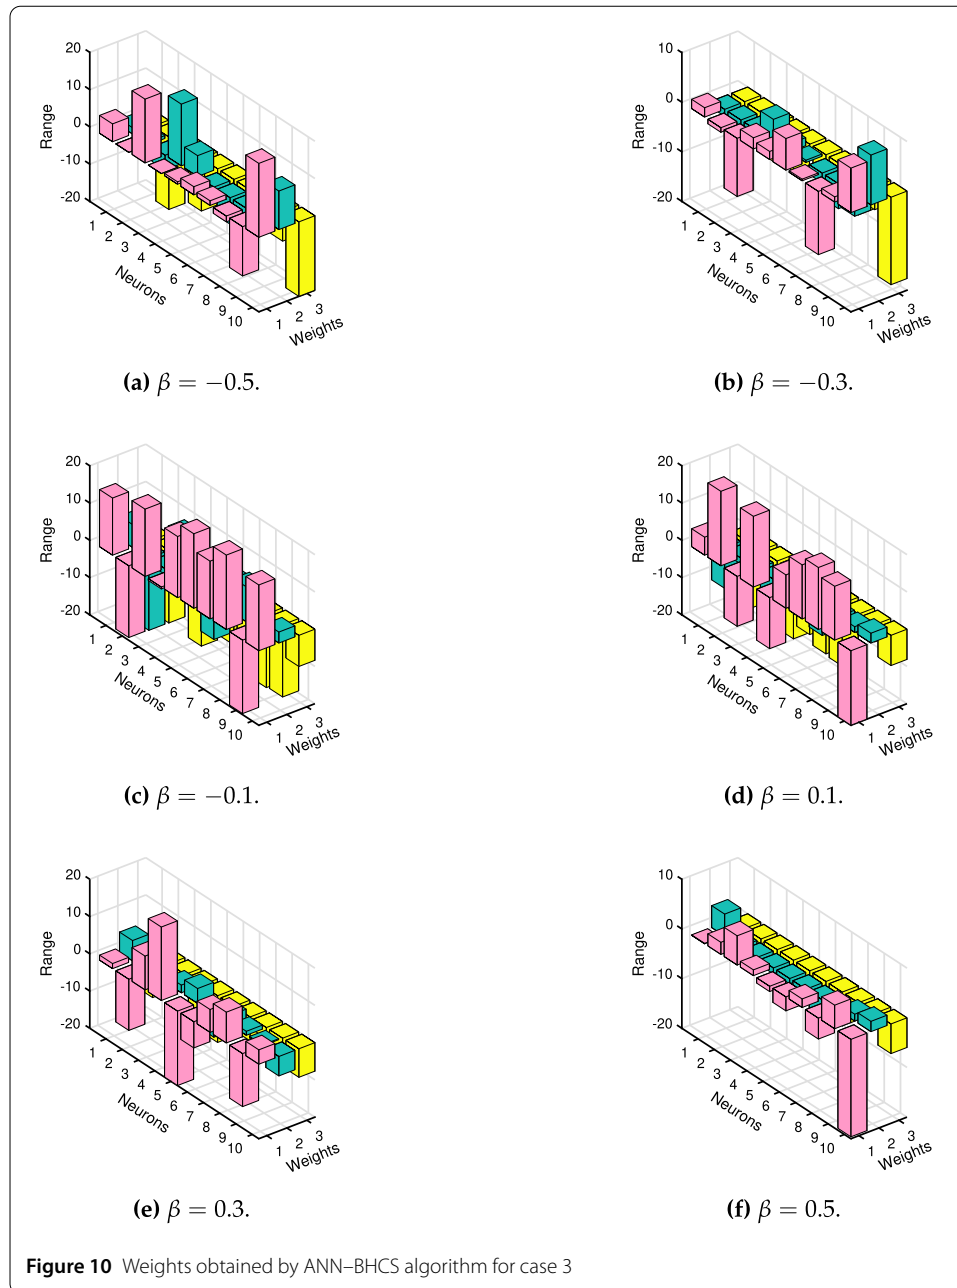 20
10
0
-10
-20
Range
1 2 3 4 5 6 7 8 9 10
Neurons
1 2 3
Weights
(a) β = −0.5.
10
0
-10
-20
Range
1 2 3 4 5 6 7 8 9 10
Neurons
1 2 3
Weights
(b) β = −0.3.
20
10
0
-10
-20
Range
1 2 3 4 5 6 7 8 9 10
Neurons
1 2 3
Weights
(c) β = −0.1.
20
10
0
-10
-20
Range
1 2 3 4 5 6 7 8 9 10
Neurons
1 2 3
Weights
(d) β = 0.1.
20
10
0
-10
-20
Range
1 2 3 4 5 6 7 8 9 10
Neurons
1 2 3
Weights
(e) β = 0.3.
10
0
-10
-20
Range
1 2 3 4 5 6 7 8 9 10
Neurons
1 2 3
Weights
(f) β = 0.5.
Figure 10 Weights obtained by ANN–BHCS algorithm for case 3